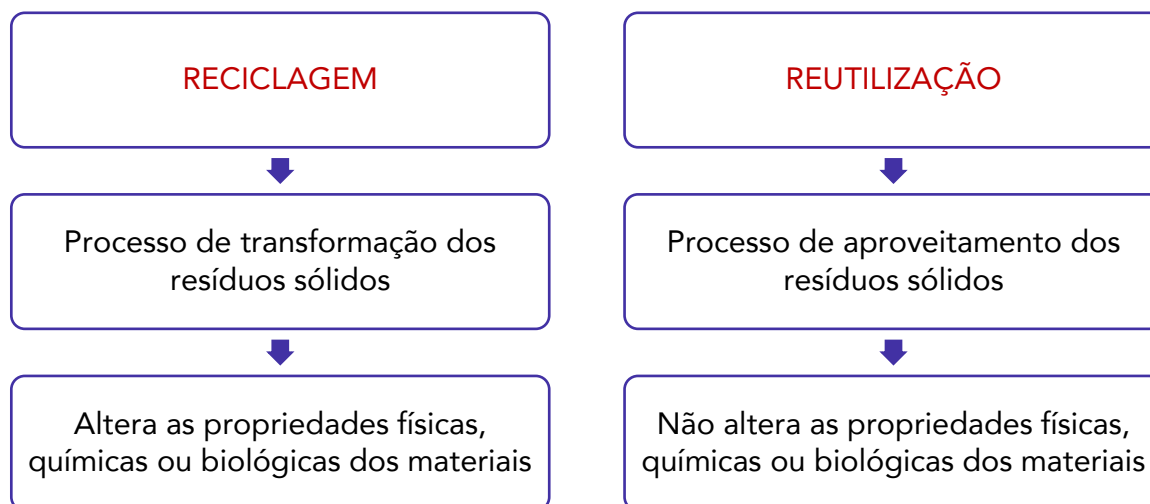 RECICLAGEM
Processo de transformação dos
resíduos sólidos
Altera as propriedades físicas,
químicas ou biológicas dos materiais
REUTILIZAÇÃO
Processo de aproveitamento dos
resíduos sólidos
Não altera as propriedades físicas,
químicas ou biológicas dos materiais